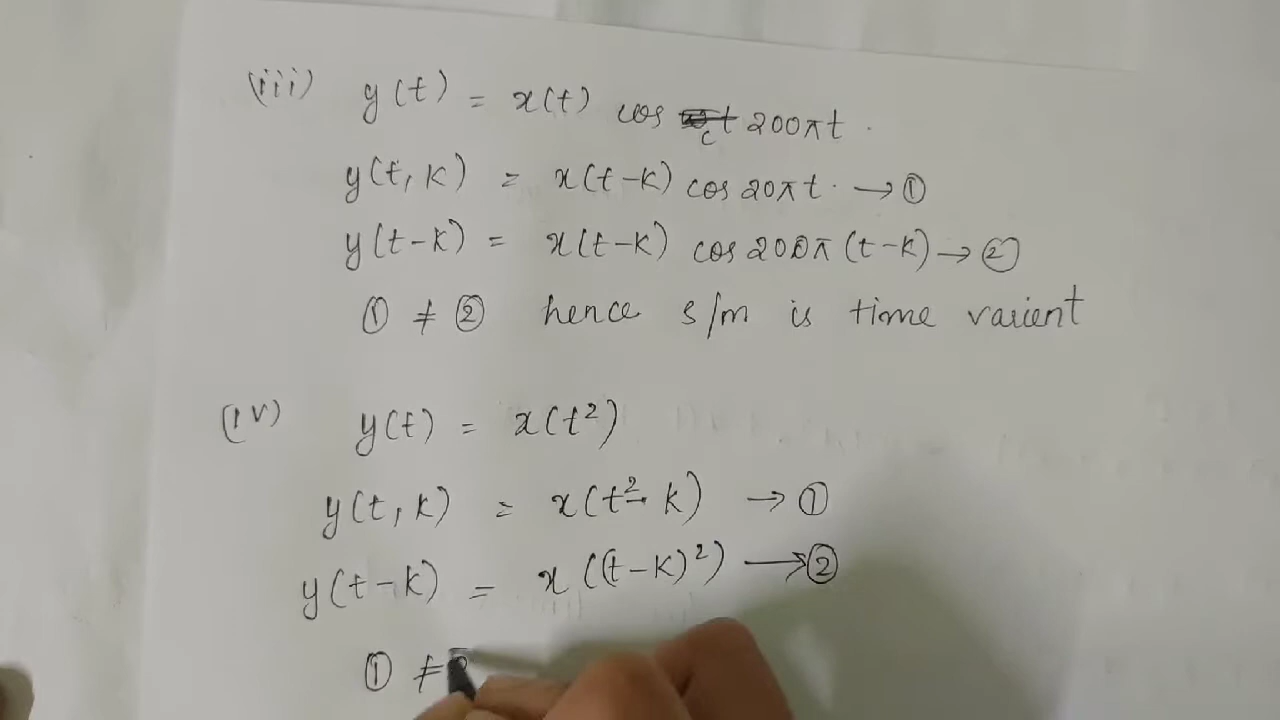 (iii) y(t) = x(t) cos 200πt.
y(t, k) = x(t-k) cos 20πt. → ①
y(t-k) = x(t-k) cos 200π (t-k) → ②
① ≠ ② hence s/m is time varient
(iv) y(t) = x(t²)
y(t, k) = x(t² - k) → ①
y(t-k) = x((t-k)²) → ②
① ≠